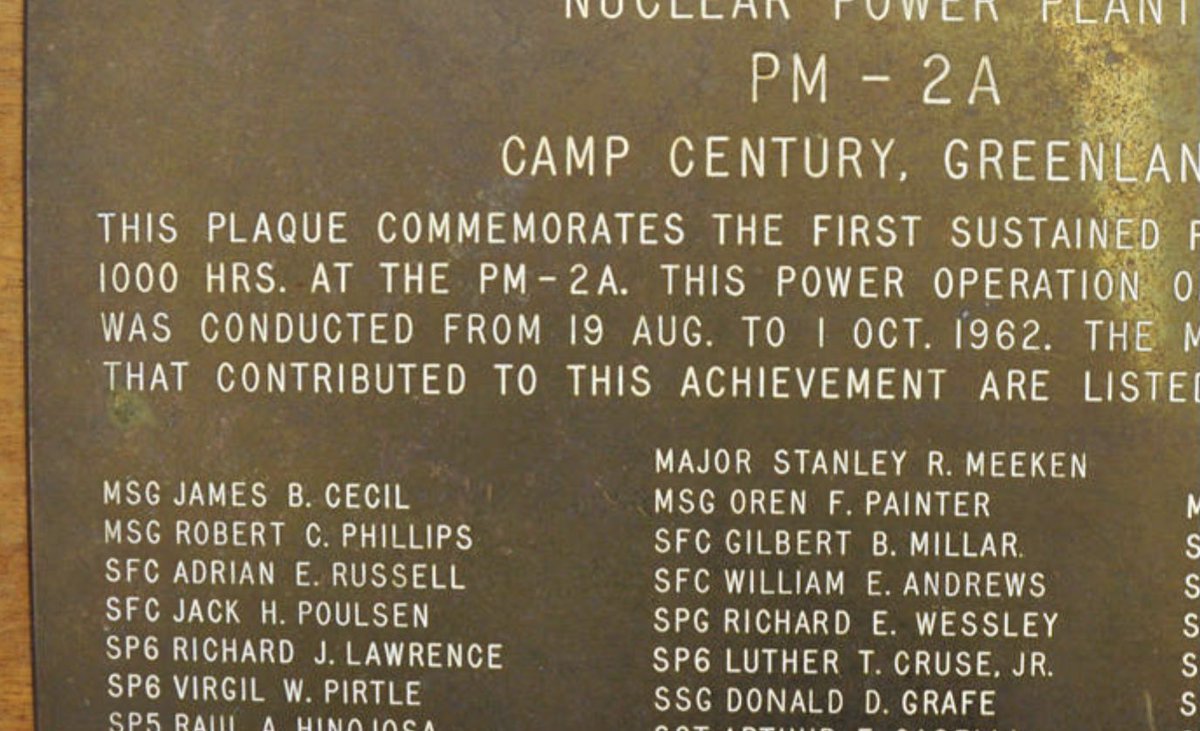 NUCLEAR POWER PLANT
PM - 2A
CAMP CENTURY, GREENLAN
THIS PLAQUE COMMEMORATES THE FIRST SUSTAINED
1000 HRS. AT THE PM-2A. THIS POWER OPERATION
WAS CONDUCTED FROM 19 AUG. TO 1 OCT. 1962. THE
THAT CONTRIBUTED TO THIS ACHIEVEMENT ARE LISTED
MAJOR STANLEY R. MEEKEN
MSG JAMES B. CECIL
MSG ROBERT C. PHILLIPS
SFC ADRIAN E. RUSSELL
SFC JACK H. POULSEN
SP6 RICHARD J. LAWRENCE
SP6 VIRGIL W. PIRTLE
SP5 RAUL A HINOJOSA
MSG OREN F. PAINTER
SFC GILBERT B. MILLAR.
SFC WILLIAM E. ANDREWS
SPG RICHARD E. WESSLEY
SP6 LUTHER T. CRUSE, JR.
SSG DONALD D. GRAFE